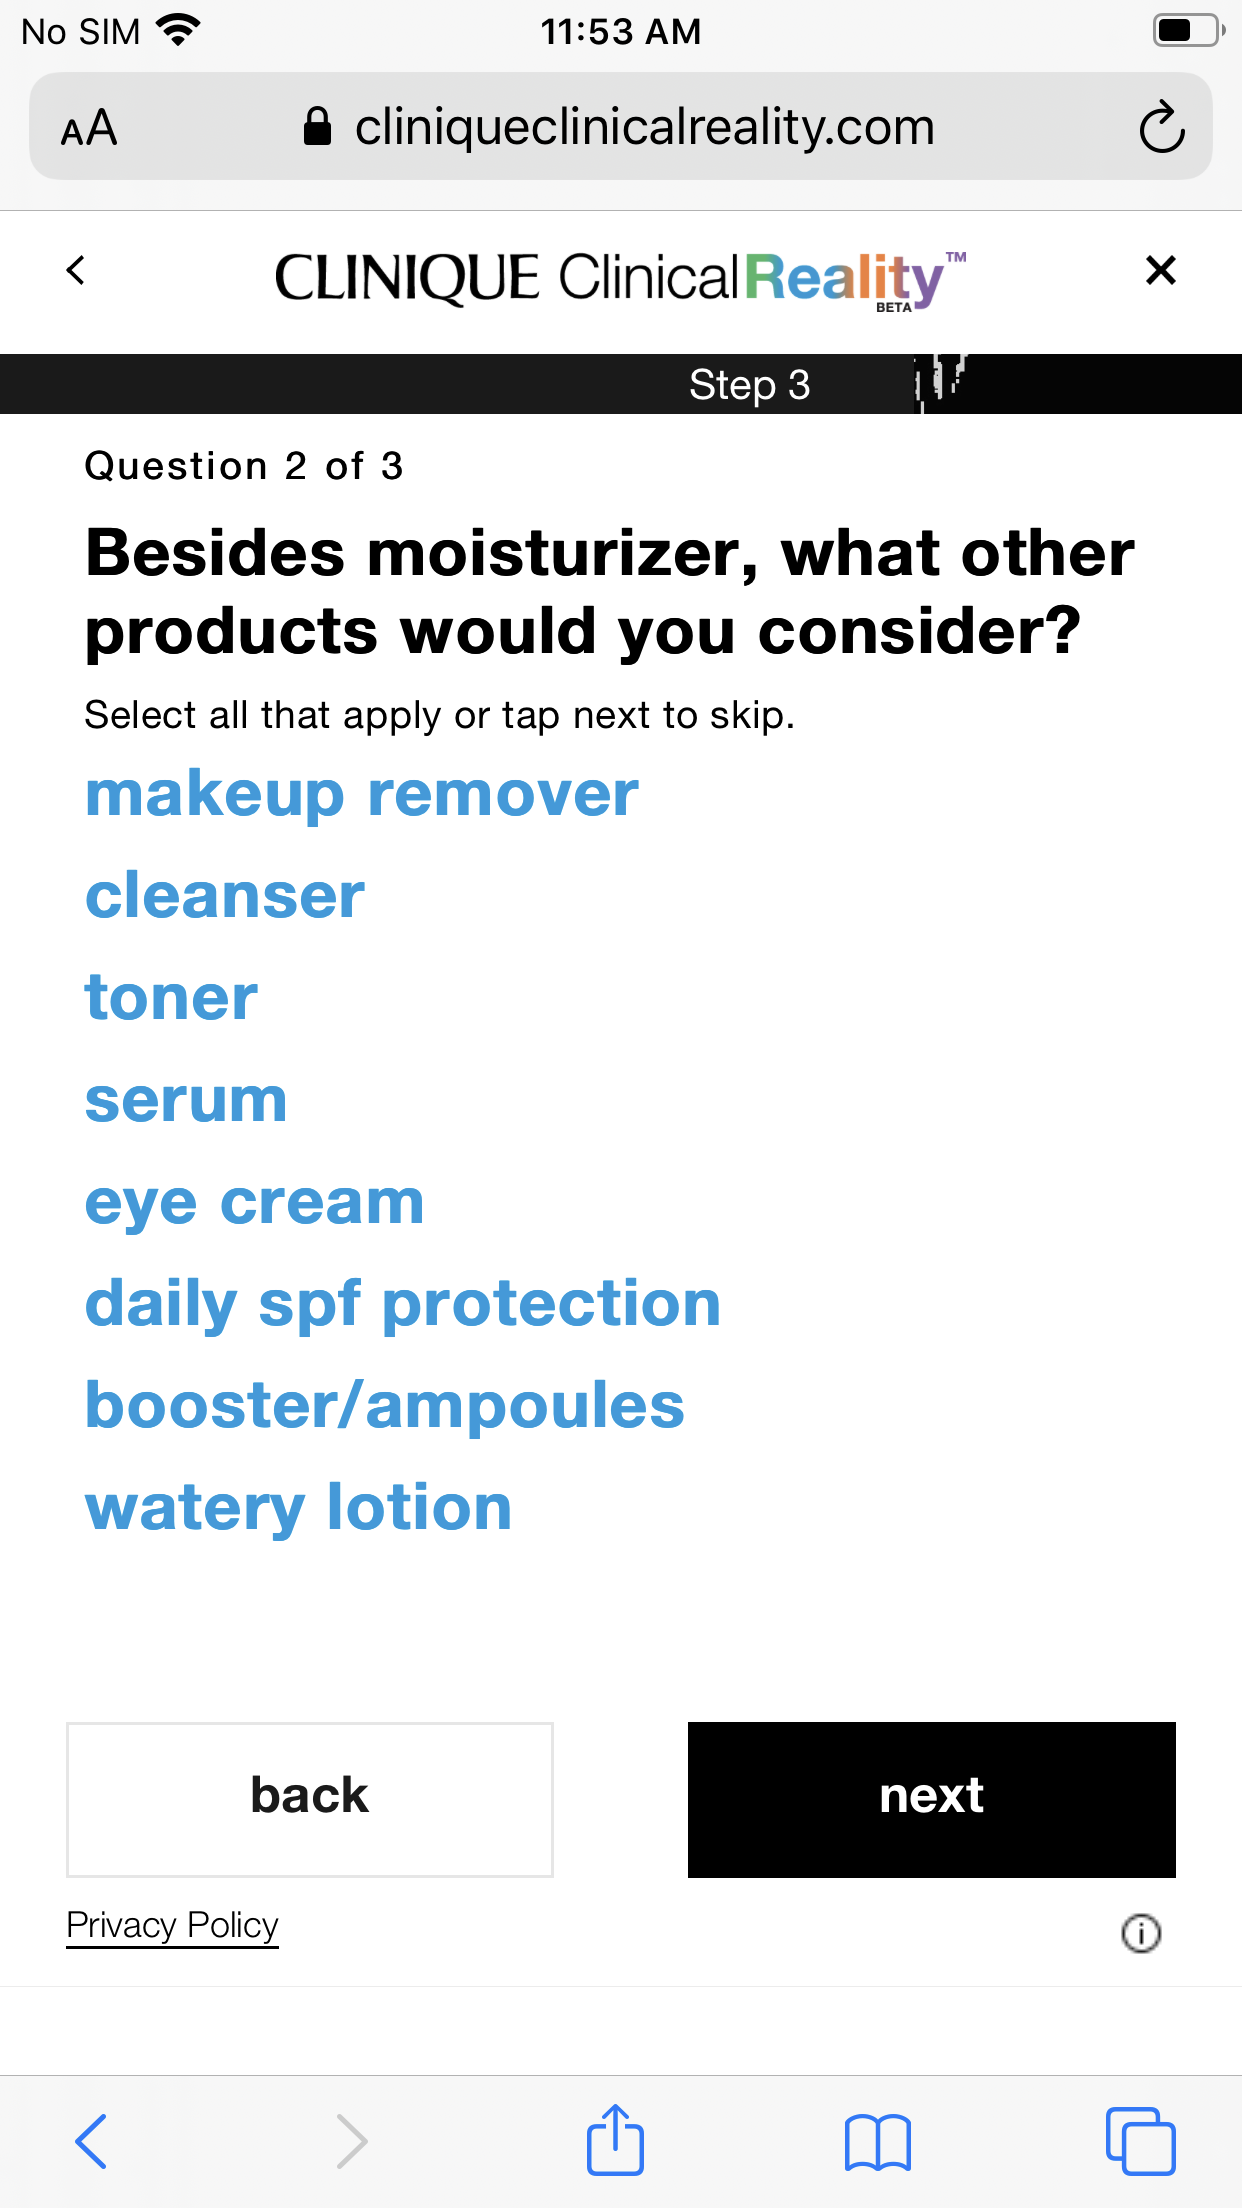 No SIM
11:53 AM
AA
cliniqueclinicalreality.com
CLINIQUE Clinical Reality™
BETA
Step 3
Question 2 of 3
Besides moisturizer, what other
products would you consider?
Select all that apply or tap next to skip.
makeup remover
cleanser
toner
serum
eye cream
daily spf protection
booster/ampoules
watery lotion
back
next
Privacy Policy